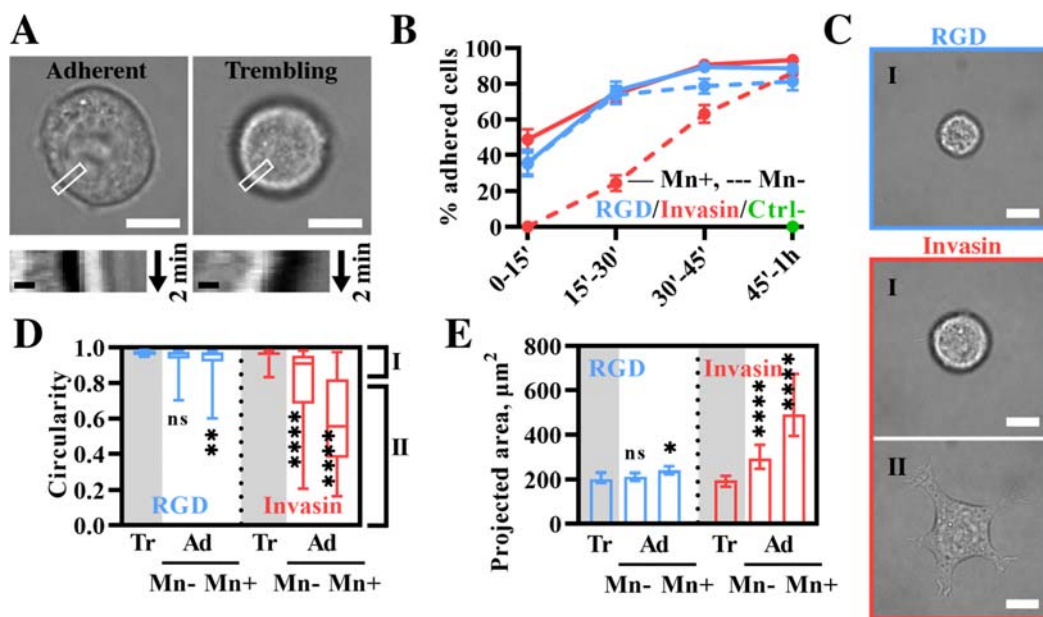 A
Adherent
Trembling
2 min
2 min
B
% adhered cells
100
80
60
40
20
0
— Mn+, --- Mn-
RGD/Invasin/Ctrl-
0-15'
15'-30'
30'-45'
45'-1h
C
RGD
I
Invasin
I
II
D
Circularity
1.0
0.8
0.6
0.4
0.2
0.0
ns
**
****
****
RGD
Invasin
I
II
Tr
Ad
Tr
Ad
Mn- Mn+
Mn- Mn+
E
Projected area, µm²
800
600
400
200
0
RGD
Invasin
ns
*
****
****
Tr
Ad
Tr
Ad
Mn- Mn+
Mn- Mn+